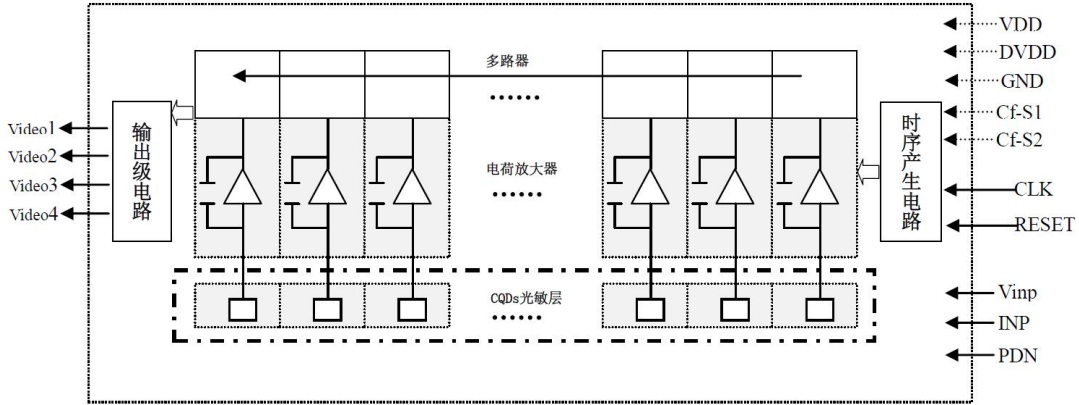 VDD
DVDD
GND
Cf-S1
Cf-S2
CLK
RESET
Vinp
INP
PDN
多路器
......
时序产生电路
输出级电路
Video1
Video2
Video3
Video4
电荷放大器
......
CQDs光敏层
......